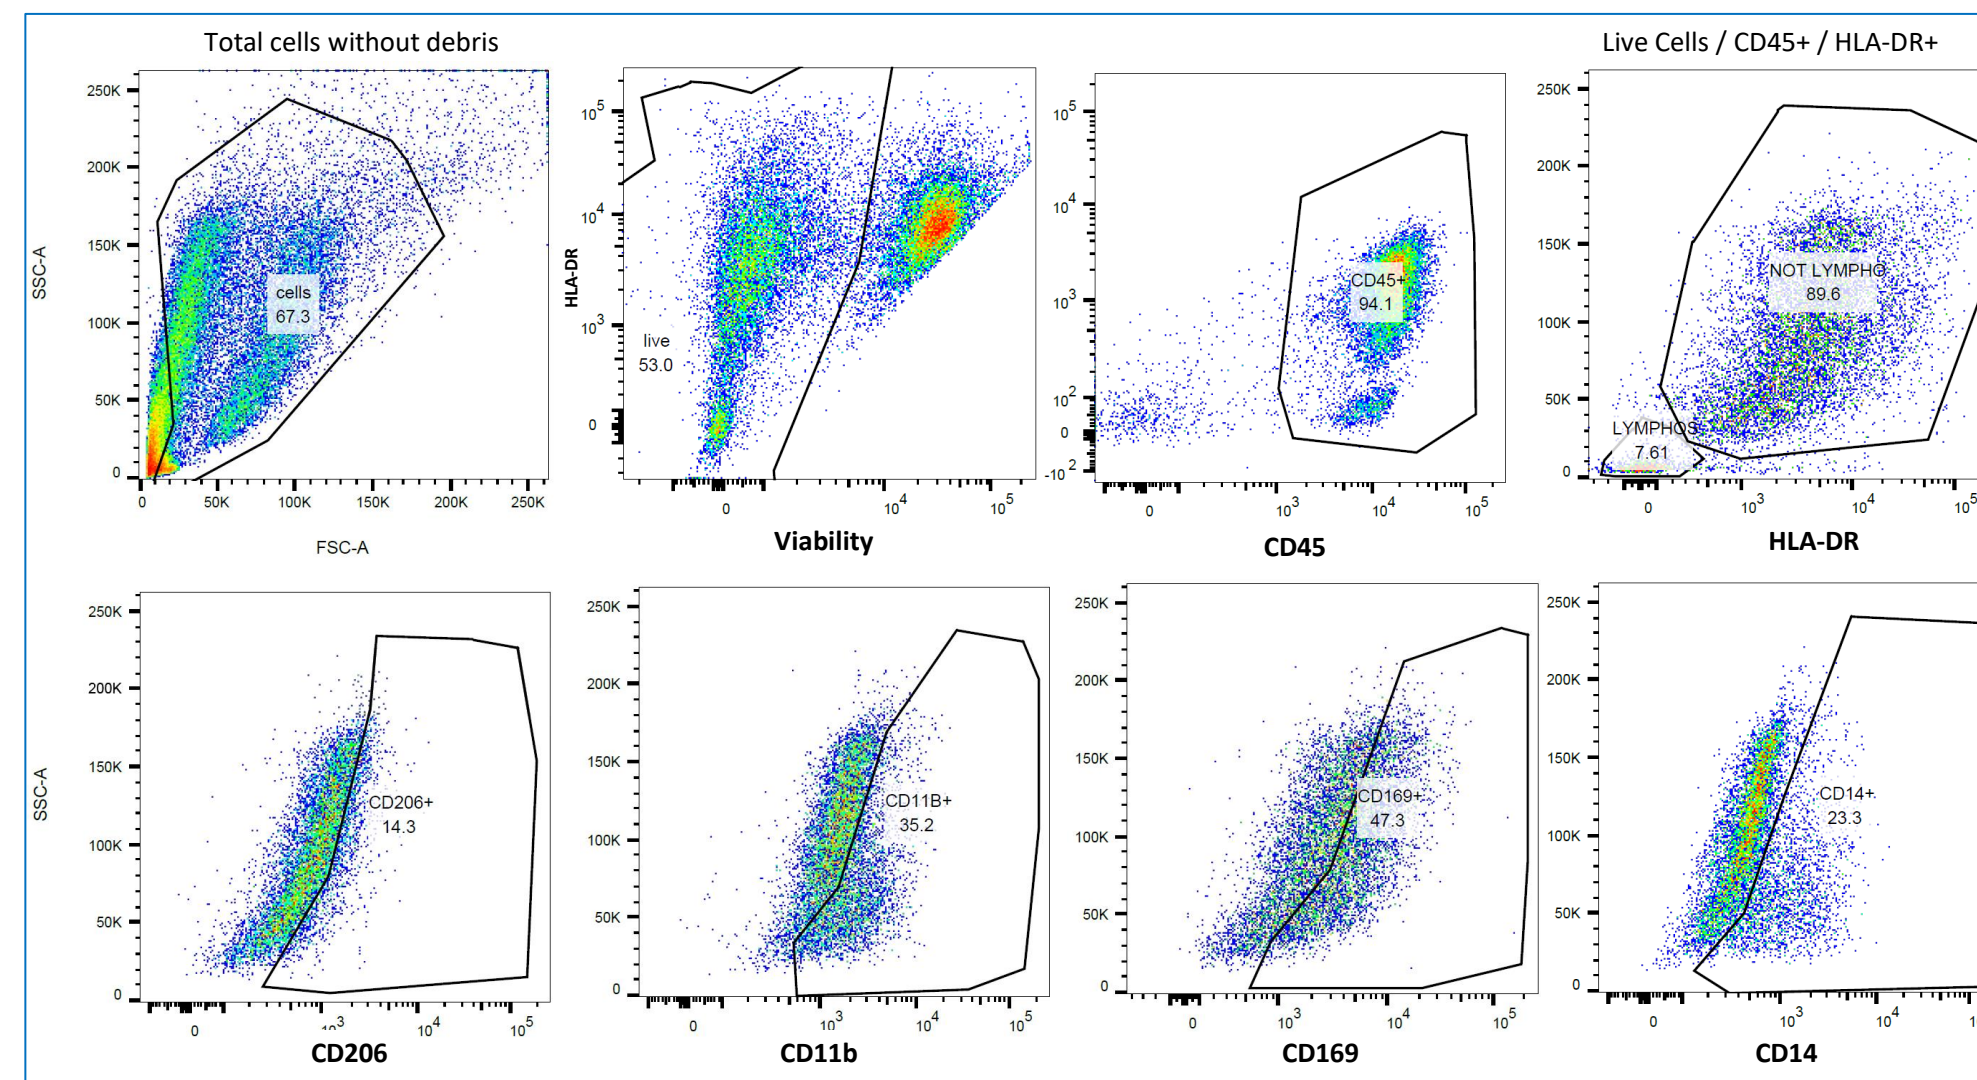 Total cells without debris
Live Cells / CD45+ / HLA-DR+
SSC-A
250K
200K
150K
100K
50K
0
cells
67.3
0
50K
100K
150K
200K
250K
FSC-A
HLA-DR
10^5
10^4
10^3
0
live
53.0
0
10^4
10^5
Viability
10^5
10^4
10^3
10^2
0
-10^2
CD45+
94.1
0
10^3
10^4
10^5
CD45
250K
200K
150K
100K
50K
0
NOT LYMPHO
89.6
LYMPHOS
7.61
0
10^3
10^4
10^5
HLA-DR
SSC-A
250K
200K
150K
100K
50K
0
CD206+
14.3
0
10^3
10^4
10^5
CD206
250K
200K
150K
100K
50K
0
CD11B+
35.2
0
10^3
10^4
10^5
CD11b
250K
200K
150K
100K
50K
0
CD169+
47.3
0
10^3
10^4
10^5
CD169
250K
200K
150K
100K
50K
0
CD14+
23.3
0
10^3
10^4
CD14